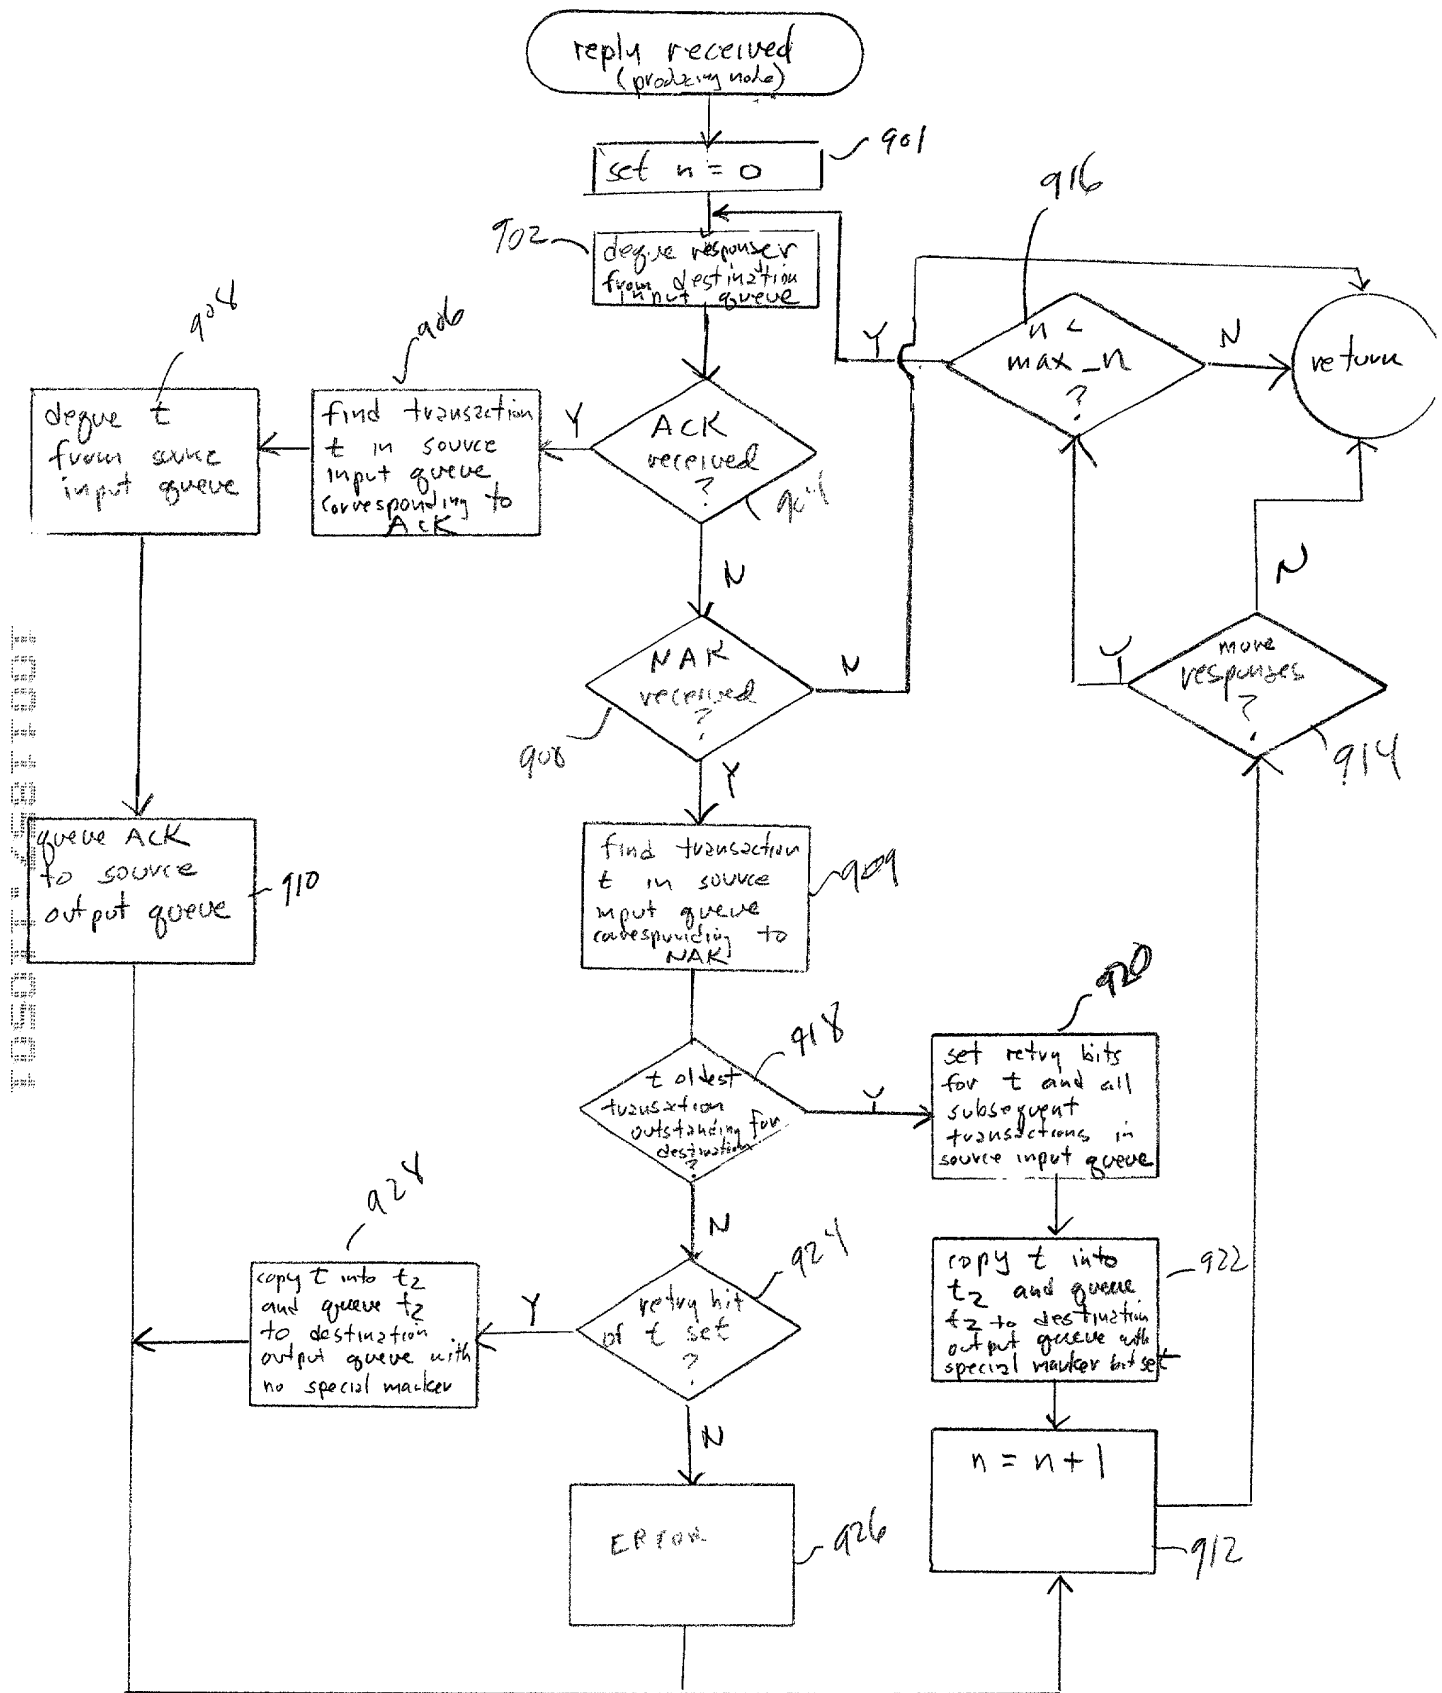 reply received
(producing node)
901
set n = 0
916
902
deque response r
from destination
input queue
908
906
n <
max_n
?
Y
N
return
deque t
from source
input queue
find transaction
t in source
input queue
corresponding to
ACK
Y
ACK
received
?
904
N
N
NAK
received
?
N
Y
more
responses
?
908
Y
914
queue ACK
to source
output queue
910
find transaction
t in source
input queue
corresponding to
NAK
909
920
918
t oldest
transaction
outstanding for
destination
?
Y
set retry bits
for t and all
subsequent
transactions in
source input queue
928
N
924
copy t into t2
and queue t2
to destination
output queue with
no special marker
Y
retry bit
of t set
?
copy t into
t2 and queue
t2 to destination
output queue with
special marker bit set
922
N
n = n + 1
ERROR
926
912